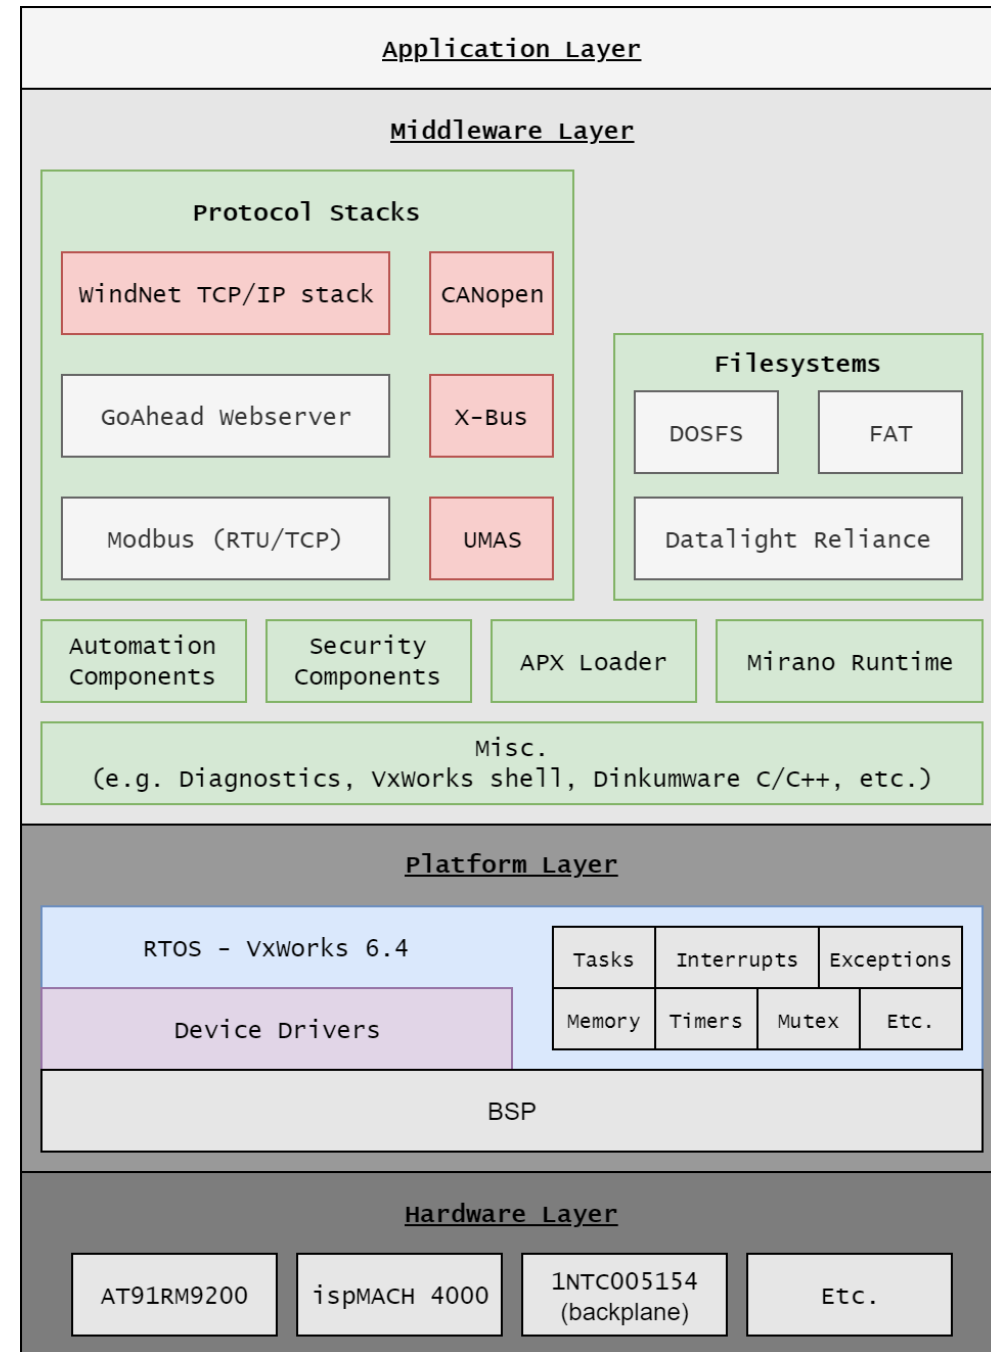 Application Layer
Middleware Layer
Protocol Stacks
WindNet TCP/IP stack
CANopen
GoAhead Webserver
X-Bus
Modbus (RTU/TCP)
UMAS
Filesystems
DOSFS
FAT
Datalight Reliance
Automation
Components
Security
Components
APX Loader
Mirano Runtime
Misc.
(e.g. Diagnostics, VxWorks shell, Dinkumware C/C++, etc.)
Platform Layer
RTOS - VxWorks 6.4
Tasks
Interrupts
Exceptions
Memory
Timers
Mutex
Etc.
Device Drivers
BSP
Hardware Layer
AT91RM9200
ispMACH 4000
1NTC005154
(backplane)
Etc.